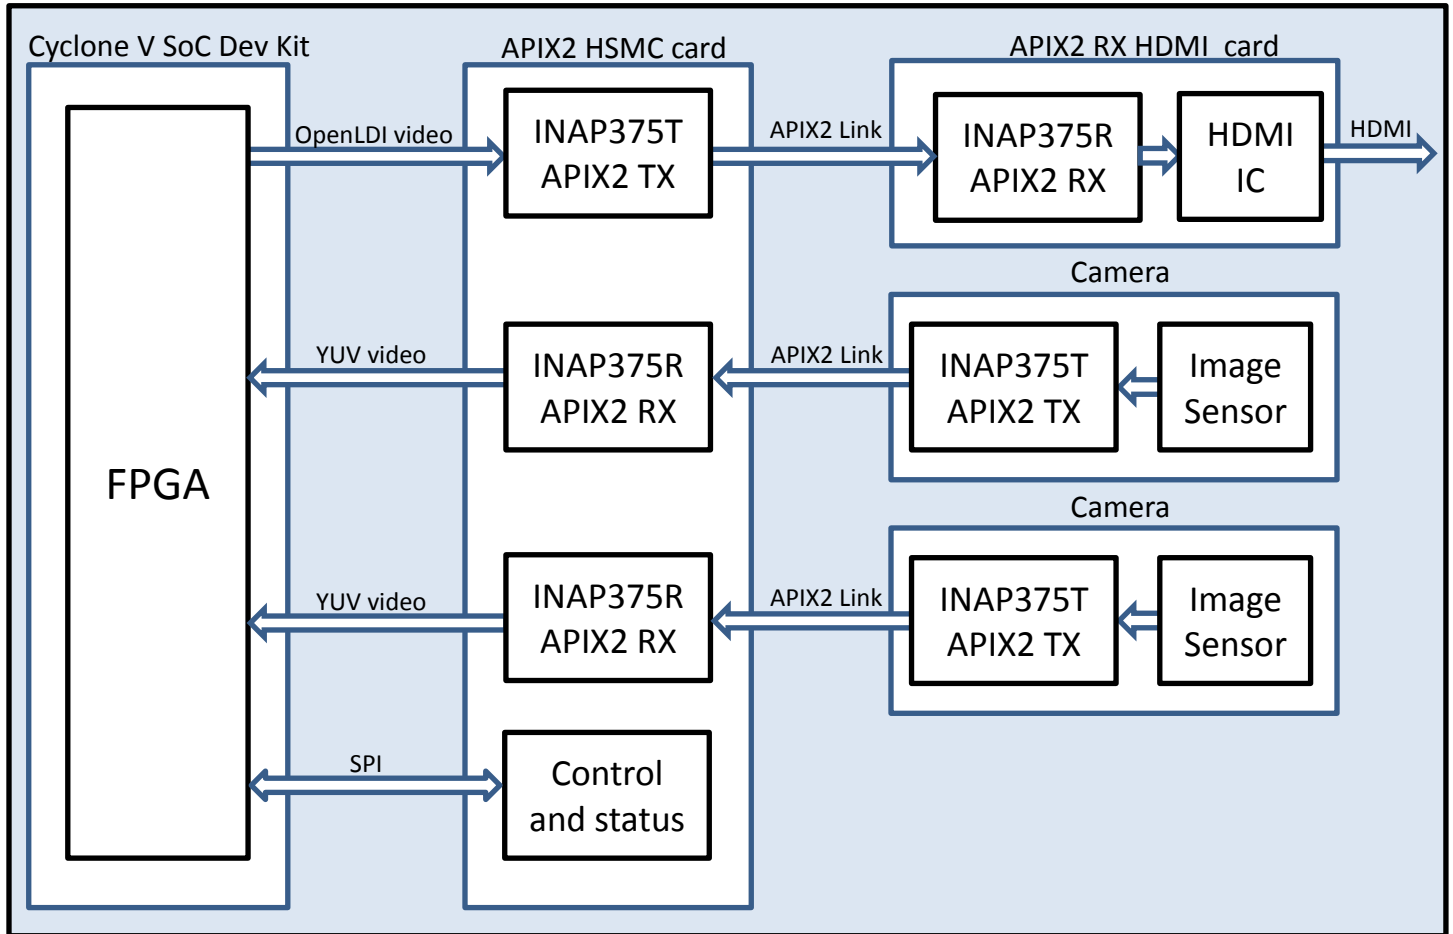 Cyclone V SoC Dev Kit
APIX2 HSMC card
APIX2 RX HDMI  card
OpenLDI video
INAP375T
APIX2 TX
APIX2 Link
INAP375R
APIX2 RX
HDMI
IC
HDMI
Camera
YUV video
INAP375R
APIX2 RX
APIX2 Link
INAP375T
APIX2 TX
Image
Sensor
FPGA
Camera
YUV video
INAP375R
APIX2 RX
APIX2 Link
INAP375T
APIX2 TX
Image
Sensor
SPI
Control
and status